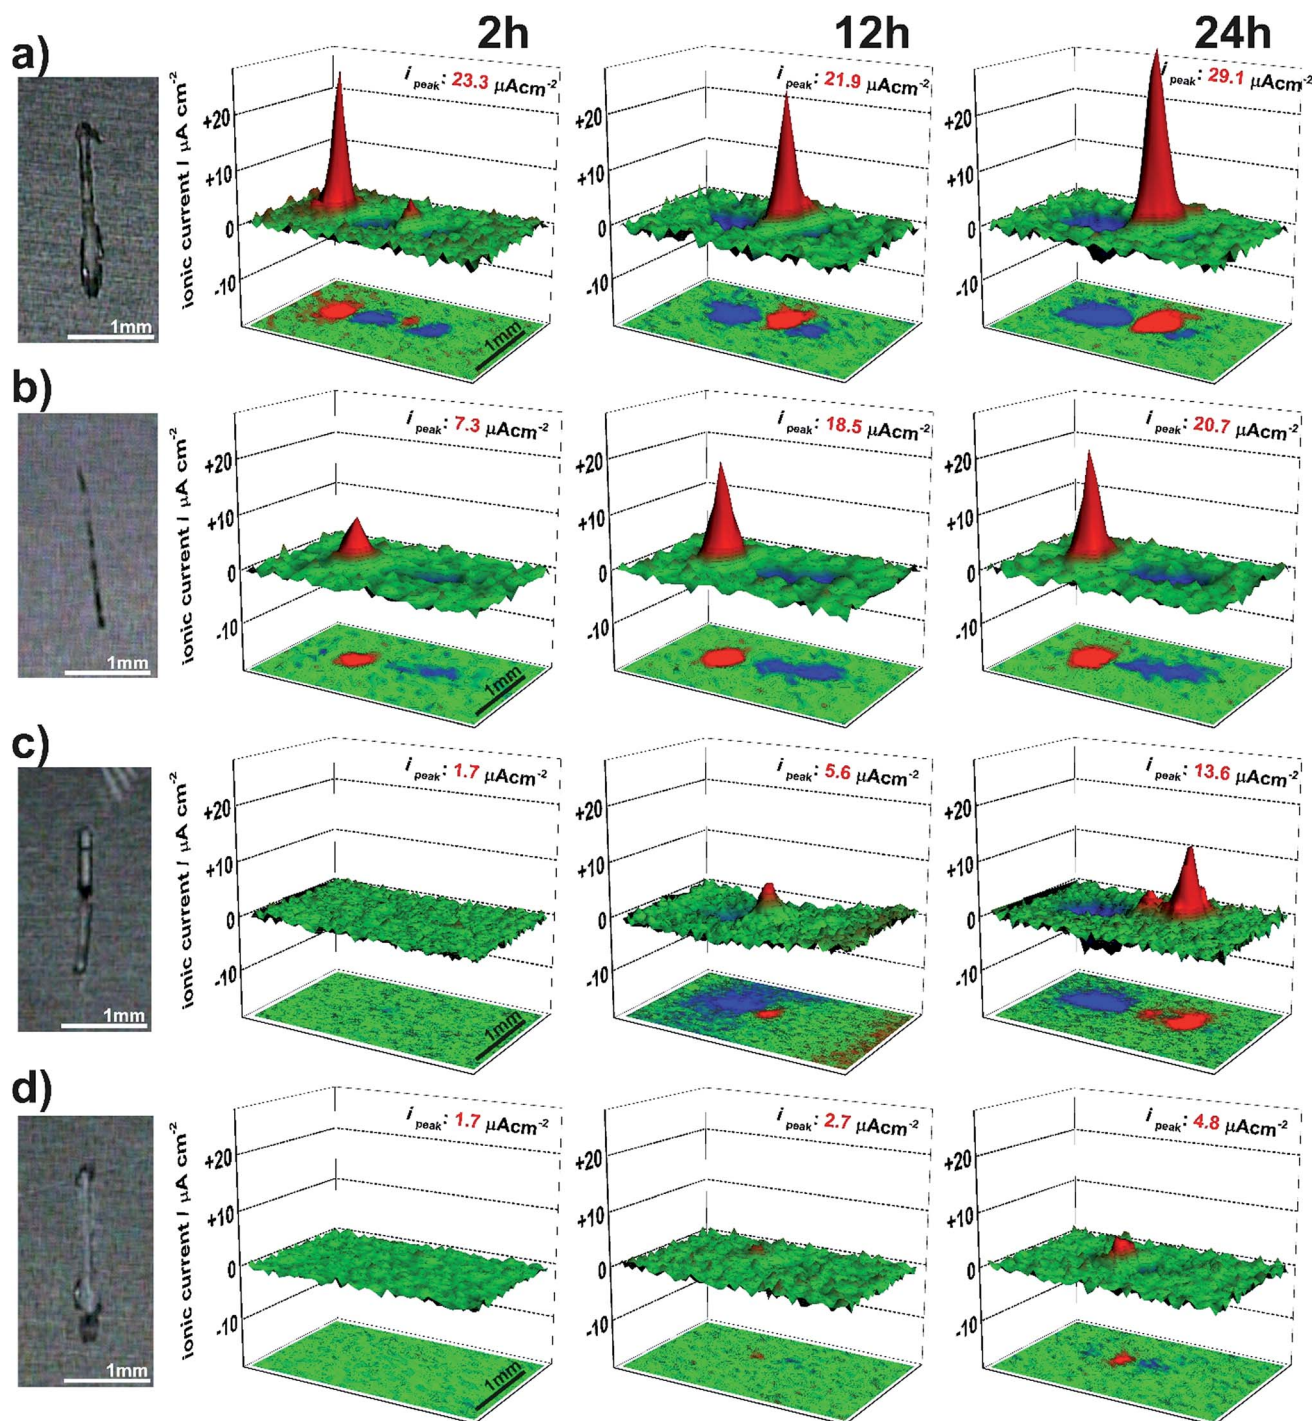 2h 12h 24h
a)
i peak: 23.3 µAcm-2 i peak: 21.9 µAcm-2 i peak: 29.1 µAcm-2
ionic current / µA cm-2
+20 +20 +20
+10 +10 +10
0 0 0
-10 -10 -10
1mm 1mm
b)
i peak: 7.3 µAcm-2 i peak: 18.5 µAcm-2 i peak: 20.7 µAcm-2
ionic current / µA cm-2
+20 +20 +20
+10 +10 +10
0 0 0
-10 -10 -10
1mm 1mm
c)
i peak: 1.7 µAcm-2 i peak: 5.6 µAcm-2 i peak: 13.6 µAcm-2
ionic current / µA cm-2
+20 +20 +20
+10 +10 +10
0 0 0
-10 -10 -10
1mm 1mm
d)
i peak: 1.7 µAcm-2 i peak: 2.7 µAcm-2 i peak: 4.8 µAcm-2
ionic current / µA cm-2
+20 +20 +20
+10 +10 +10
0 0 0
-10 -10 -10
1mm 1mm